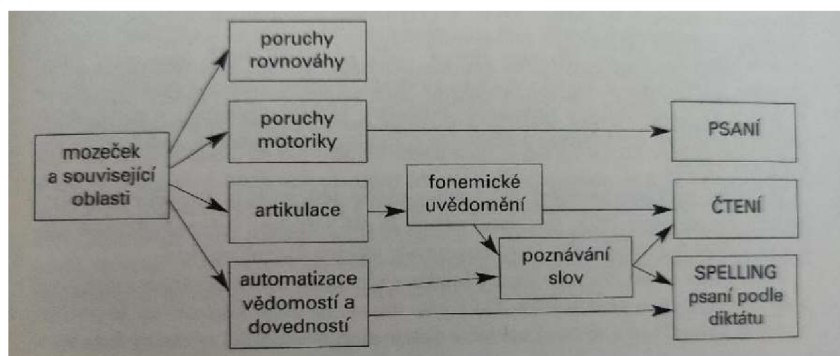 poruchy
rovnováhy
poruchy
motoriky
PSANÍ
mozeček
a související
oblasti
fonemické
uvědomění
artikulace
ČTENÍ
poznávání
slov
automatizace
vědomostí a
dovedností
SPELLING
psaní podle
diktátu